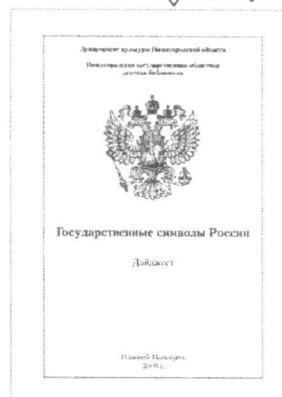 Департамент культуры Нижегородской области
Нижегородская государственная областная
детская библиотека
Государственные символы России
Дайджест
Нижний Новгород